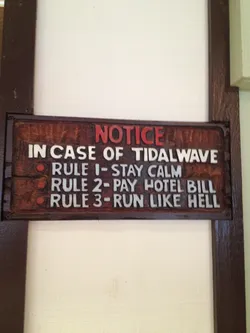 NOTICE
IN CASE OF TIDALWAVE
RULE 1-STAY CALM
RULE 2-PAY HOTEL BILL
RULE 3-RUN LIKE HELL